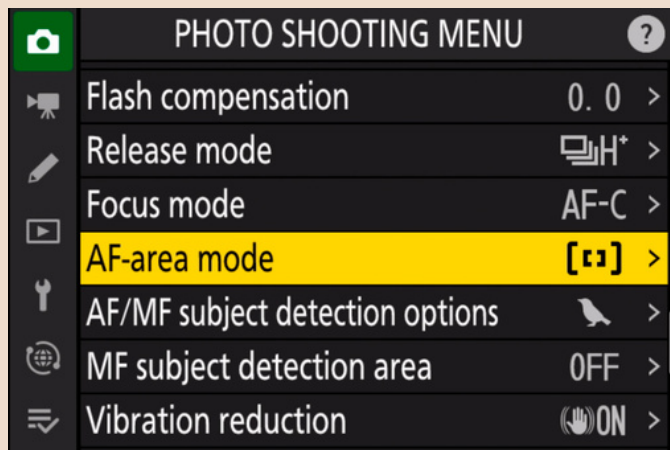 PHOTO SHOOTING MENU ?
Flash compensation 0. 0 >
Release mode H+ >
Focus mode AF-C >
AF-area mode [ ] >
AF/MF subject detection options >
MF subject detection area OFF >
Vibration reduction ON >